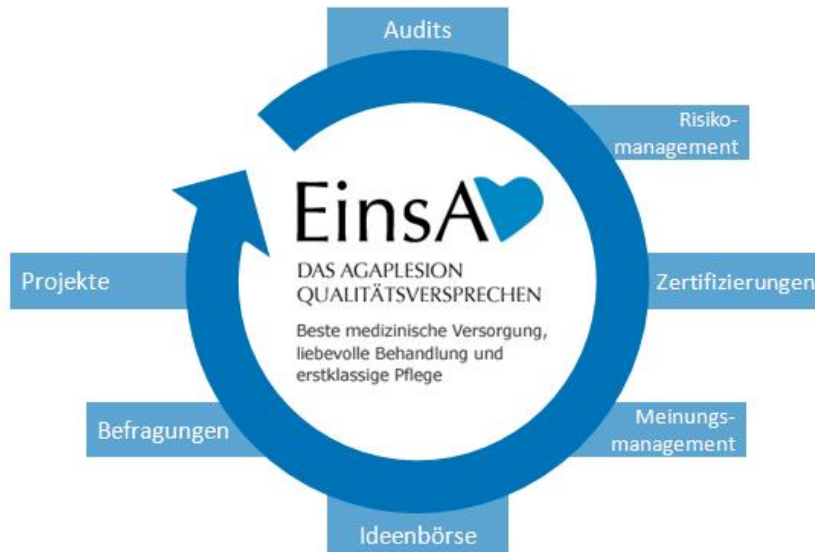 Audits
Risiko-
management
EinsA
DAS AGAPLESION
QUALITÄTSVERSPRECHEN
Projekte
Zertifizierungen
Beste medizinische Versorgung,
liebevolle Behandlung und
erstklassige Pflege
Befragungen
Meinungs-
management
Ideenbörse